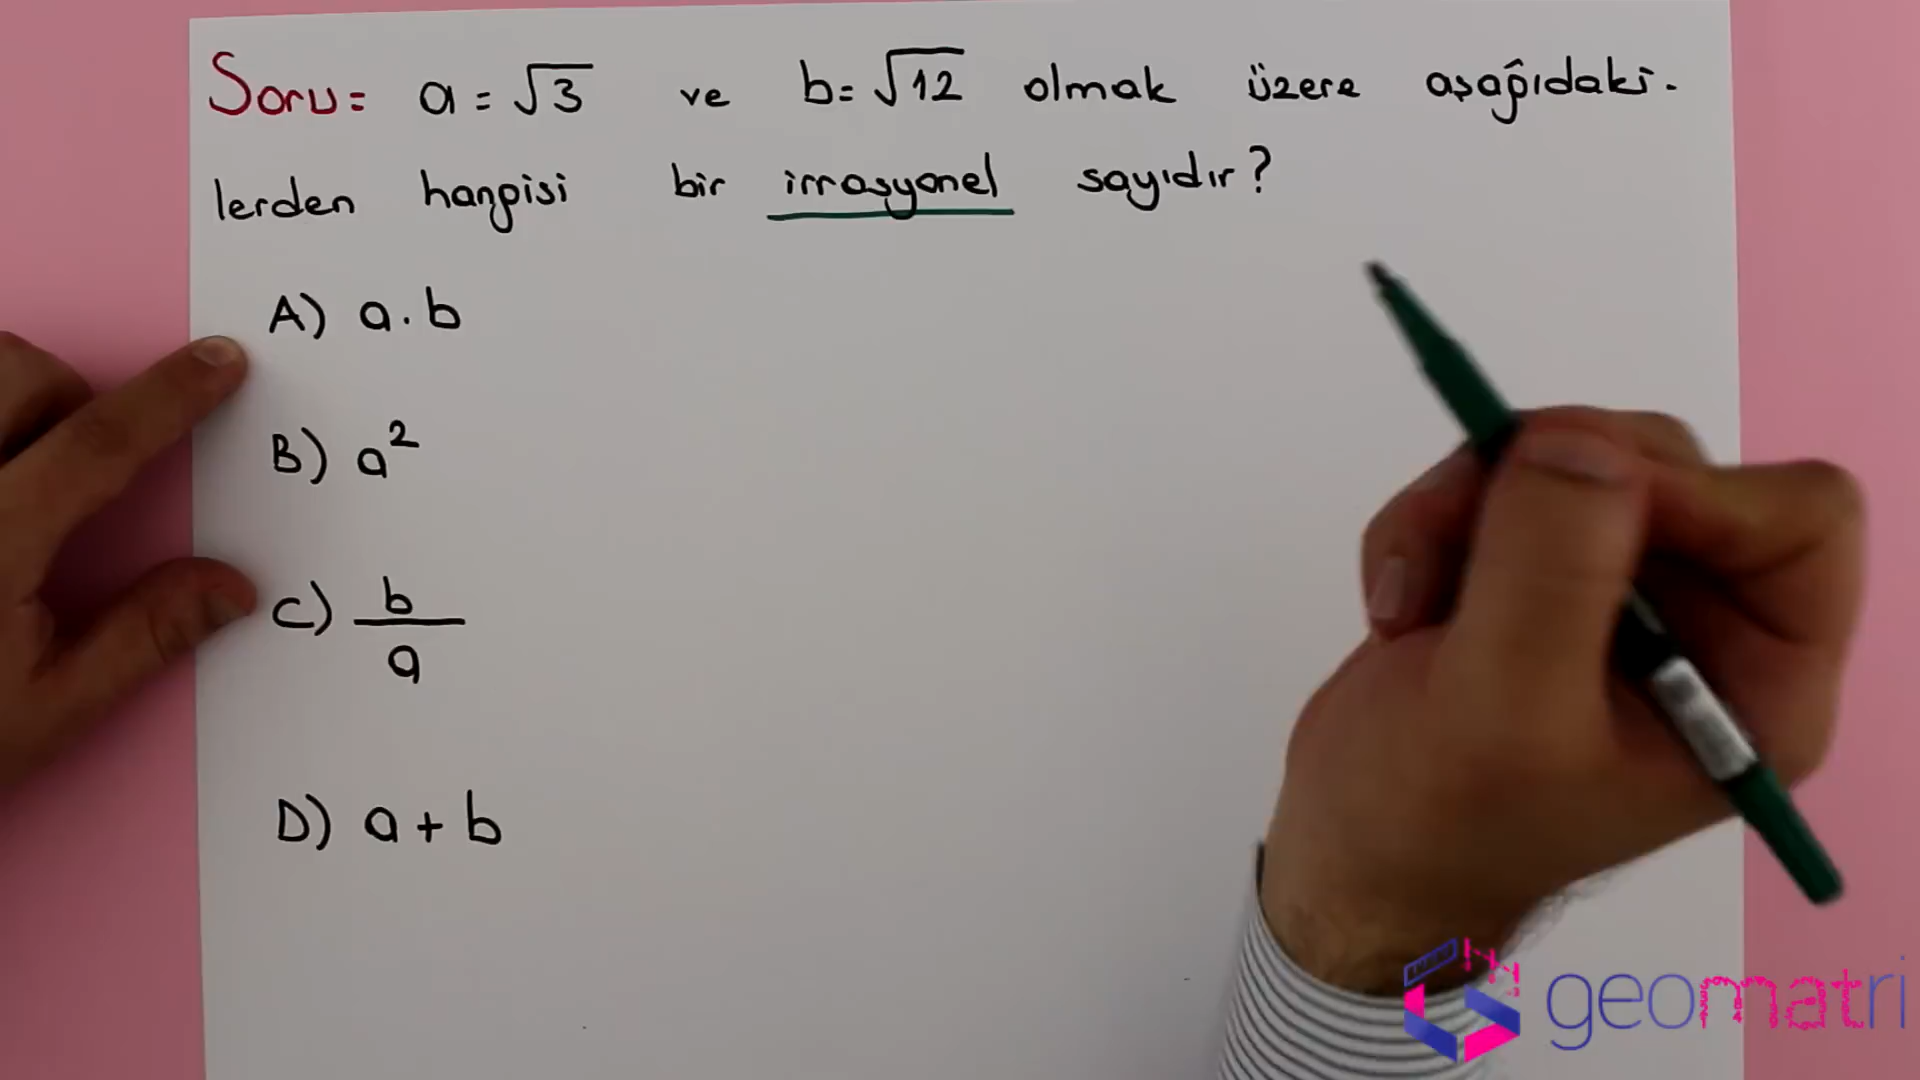 Soru= a = √3 ve b= √12 olmak üzere aşağıdaki-
lerden hangisi bir irrasyonel sayıdır?
A) a . b
B) a²
C) b/a
D) a + b
geomatri